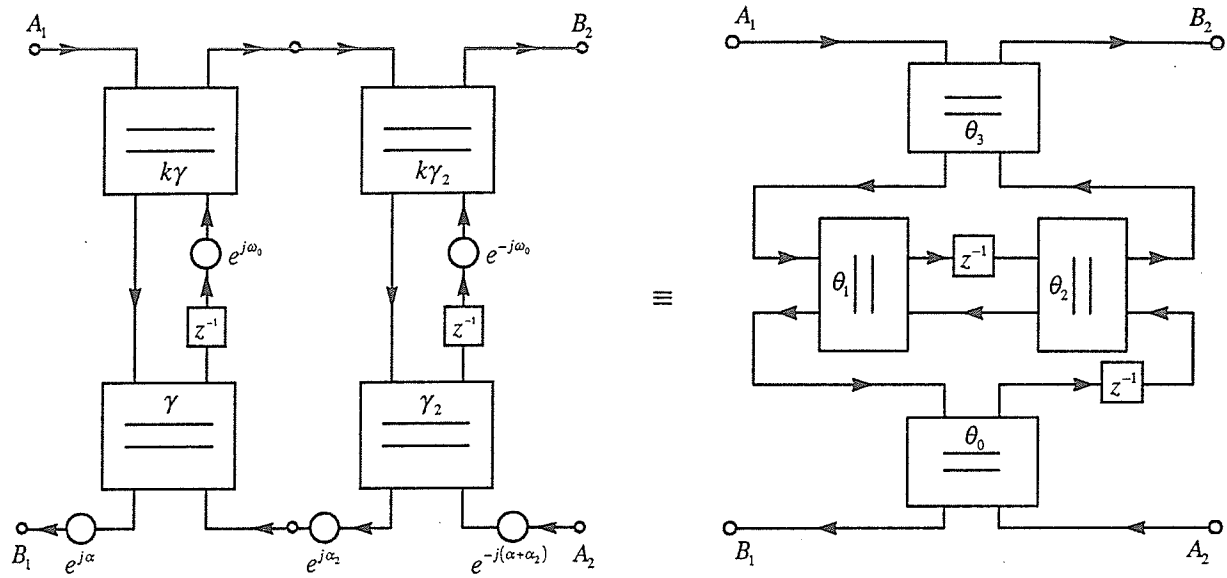 A₁
B₂
kγ
kγ₂
e^{jω₀}
e^{-jω₀}
z⁻¹
z⁻¹
γ
γ₂
B₁
e^{jα}
e^{jα₂}
e^{-j(α+α₂)}
A₂
≡
A₁
B₂
θ₃
θ₁
z⁻¹
θ₂
z⁻¹
θ₀
B₁
A₂